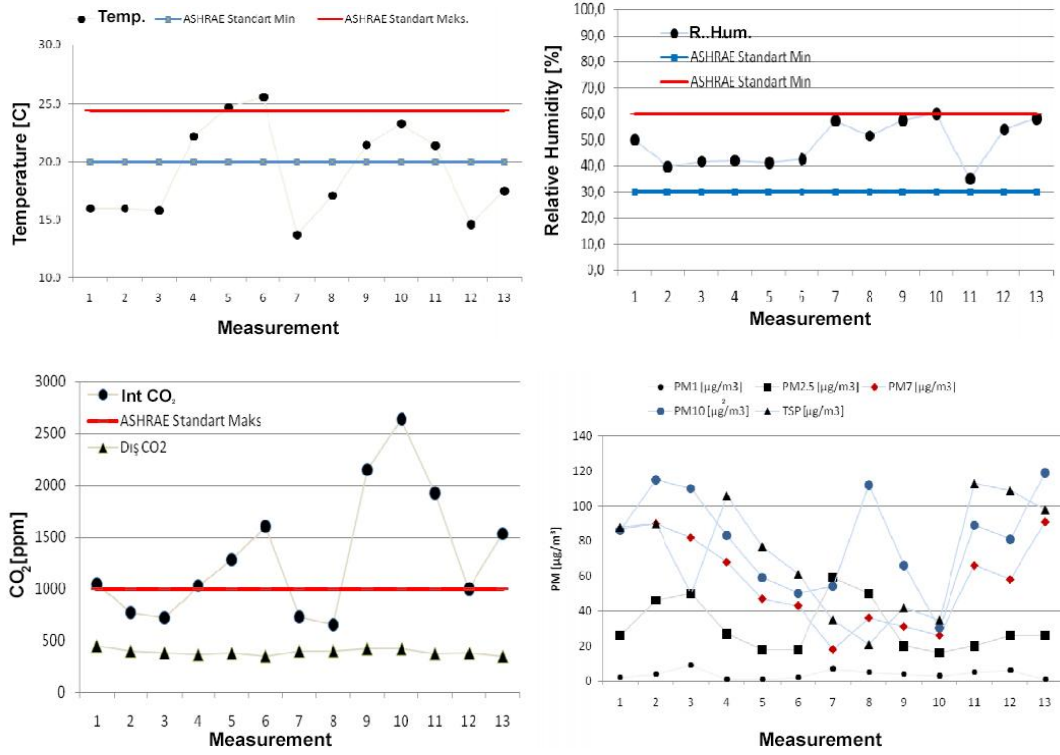 Temp. ASHRAE Standart Min ASHRAE Standart Maks.
30.0
25.0
20.0
15.0
10.0
Temperature [C]
1 2 3 4 5 6 7 8 9 10 11 12 13
Measurement
100,0
90,0
80,0
70,0
60,0
50,0
40,0
30,0
20,0
10,0
00,0
Relative Humidity [%]
R..Hum.
ASHRAE Standart Min
ASHRAE Standart Min
1 2 3 4 5 6 7 8 9 10 11 12 13
Measurement
3000
2500
2000
1500
1000
500
0
CO2[ppm]
Int CO2
ASHRAE Standart Maks
Dış CO2
1 2 3 4 5 6 7 8 9 10 11 12 13
Measurement
PM1 [µg/m3] PM2.5 [µg/m3] PM7 [µg/m3]
2
PM10 [µg/m3] TSP [µg/m3]
140
120
100
80
60
40
20
0
PM [µg/m³]
1 2 3 4 5 6 7 8 9 10 11 12 13
Measurement